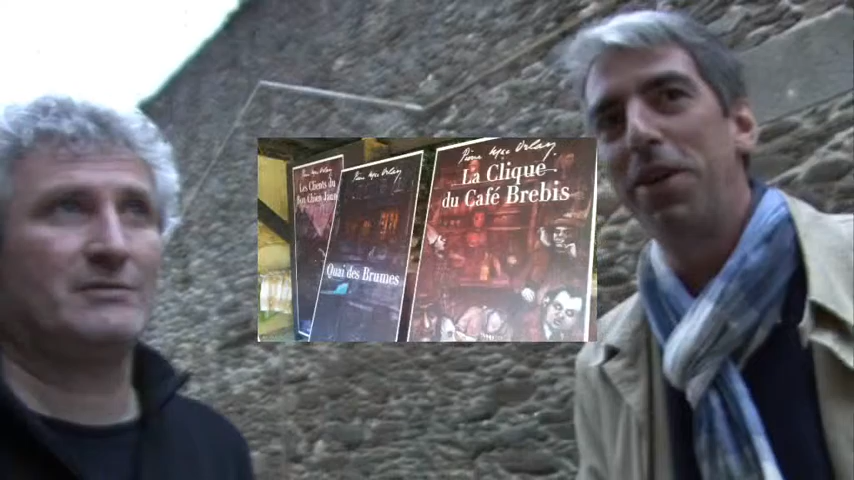 Pierre Mac Orlan
Les Clients du
Bon Chien Jaune
Pierre Mac Orlan
Quai des Brumes
Pierre Mac Orlan
La Clique
du Café Brebis